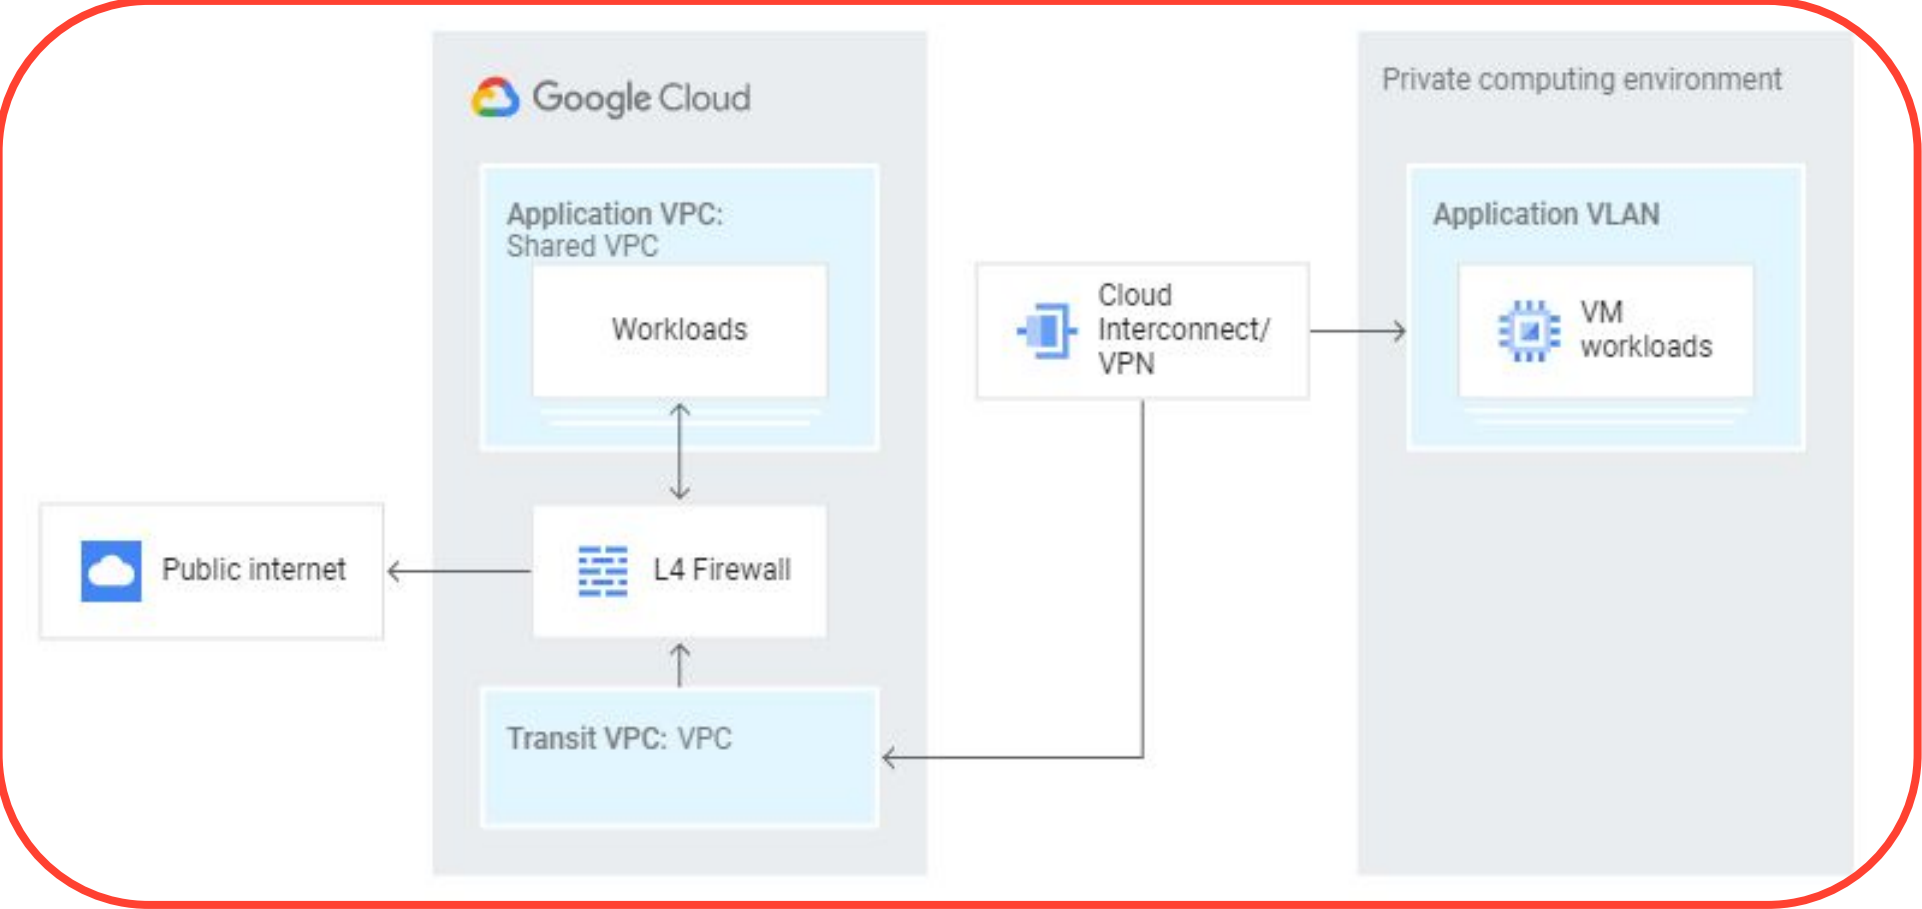 Google Cloud
Application VPC:
Shared VPC
Workloads
Public internet
L4 Firewall
Transit VPC: VPC
Cloud
Interconnect/
VPN
Private computing environment
Application VLAN
VM
workloads